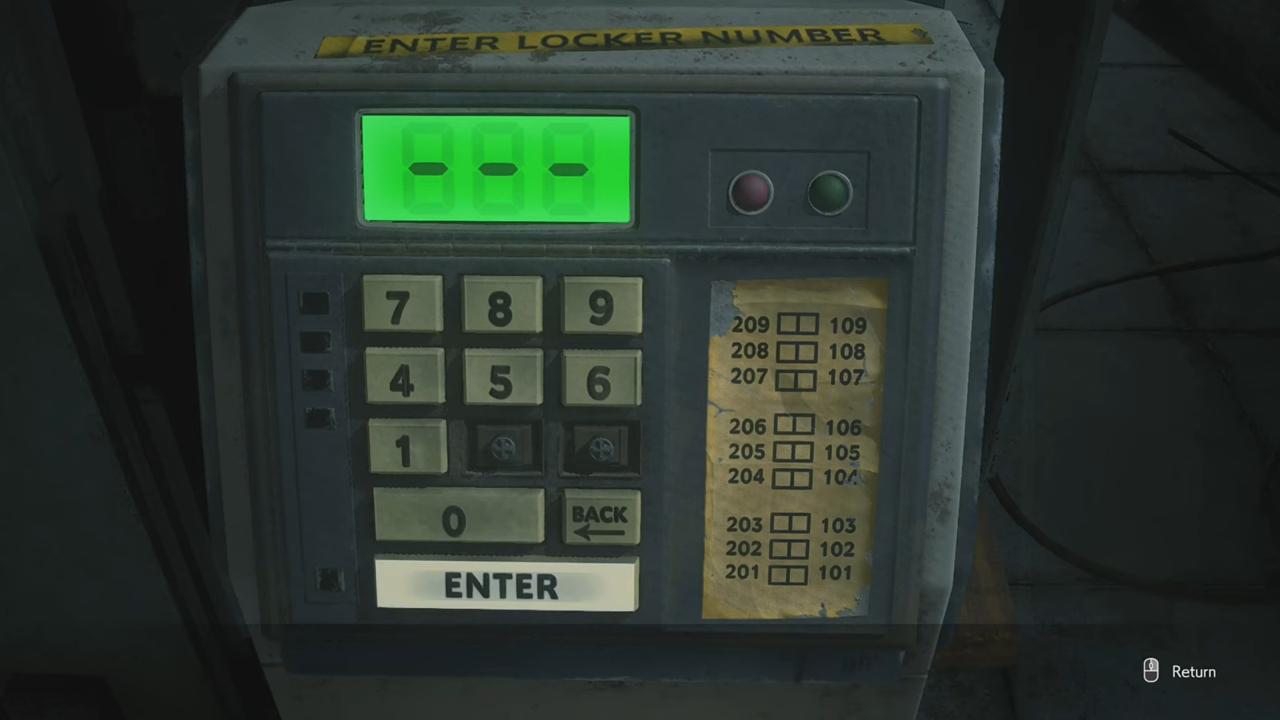 ENTER LOCKER NUMBER
- - -
7 8 9
4 5 6
1
0 BACK
ENTER
209 109
208 108
207 107
206 106
205 105
204 104
203 103
202 102
201 101
Return